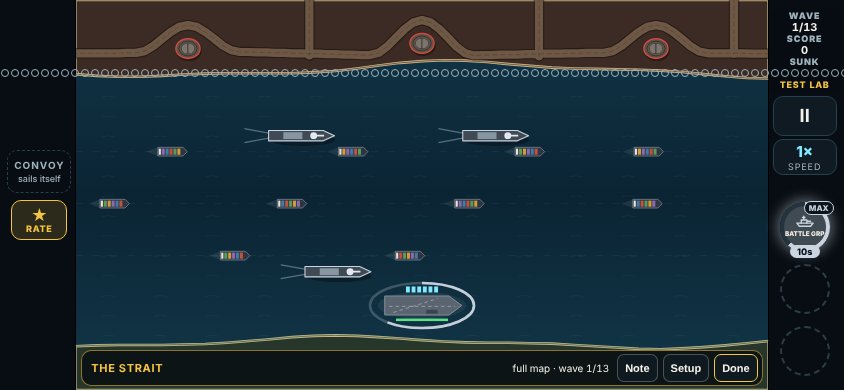 WAVE
1/13
SCORE
0
SUNK
TEST LAB
1×
SPEED
CONVOY
sails itself
★
RATE
MAX
BATTLE GRP
10s
THE STRAIT
full map · wave 1/13
Note
Setup
Done